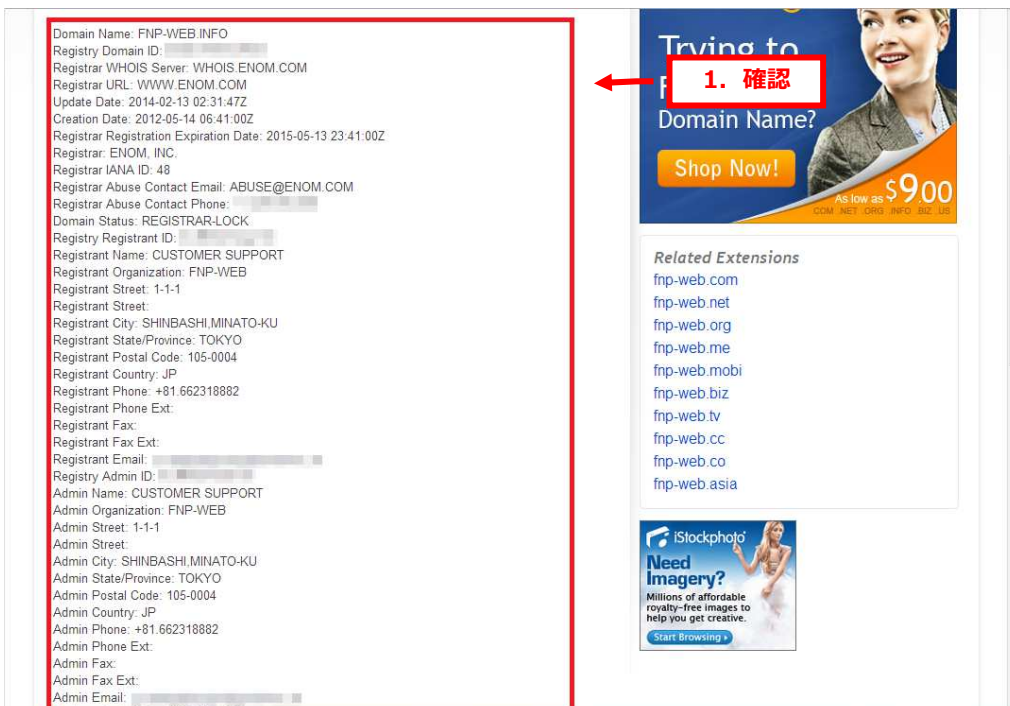 Domain Name: FNP-WEB.INFO
Registry Domain ID:
Registrar WHOIS Server: WHOIS.ENOM.COM
Registrar URL: WWW.ENOM.COM
Update Date: 2014-02-13 02:31:47Z
Creation Date: 2012-05-14 06:41:00Z
Registrar Registration Expiration Date: 2015-05-13 23:41:00Z
Registrar: ENOM, INC.
Registrar IANA ID: 48
Registrar Abuse Contact Email: ABUSE@ENOM.COM
Registrar Abuse Contact Phone:
Domain Status: REGISTRAR-LOCK
Registry Registrant ID:
Registrant Name: CUSTOMER SUPPORT
Registrant Organization: FNP-WEB
Registrant Street: 1-1-1
Registrant Street:
Registrant City: SHINBASHI,MINATO-KU
Registrant State/Province: TOKYO
Registrant Postal Code: 105-0004
Registrant Country: JP
Registrant Phone: +81.662318882
Registrant Phone Ext:
Registrant Fax:
Registrant Fax Ext:
Registrant Email:
Registry Admin ID:
Admin Name: CUSTOMER SUPPORT
Admin Organization: FNP-WEB
Admin Street: 1-1-1
Admin Street:
Admin City: SHINBASHI,MINATO-KU
Admin State/Province: TOKYO
Admin Postal Code: 105-0004
Admin Country: JP
Admin Phone: +81.662318882
Admin Phone Ext:
Admin Fax:
Admin Fax Ext:
Admin Email:
1. 確認
Trying to
Domain Name?
Shop Now!
As low as $9.00
COM .NET .ORG .INFO .BIZ .US
Related Extensions
fnp-web.com
fnp-web.net
fnp-web.org
fnp-web.me
fnp-web.mobi
fnp-web.biz
fnp-web.tv
fnp-web.cc
fnp-web.co
fnp-web.asia
iStockphoto
Need
Imagery?
Millions of affordable
royalty-free images to
help you get creative.
Start Browsing